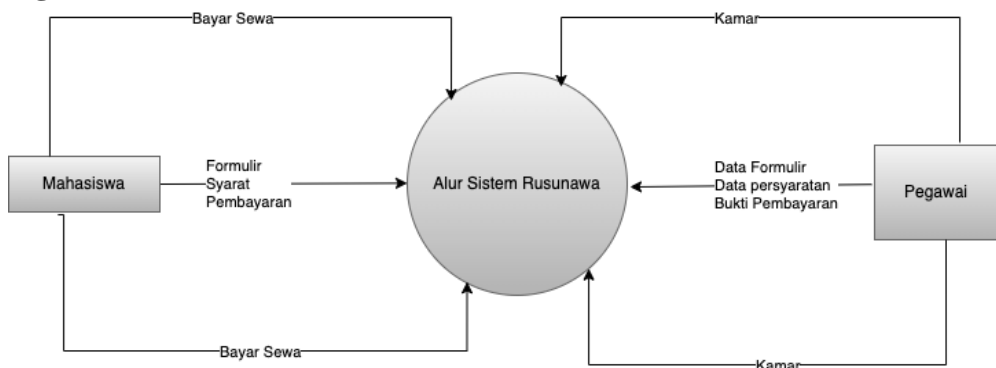 Bayar Sewa
Kamar
Mahasiswa
Formulir
Syarat
Pembayaran
Alur Sistem Rusunawa
Data Formulir
Data persyaratan
Bukti Pembayaran
Pegawai
Bayar Sewa
Kamar